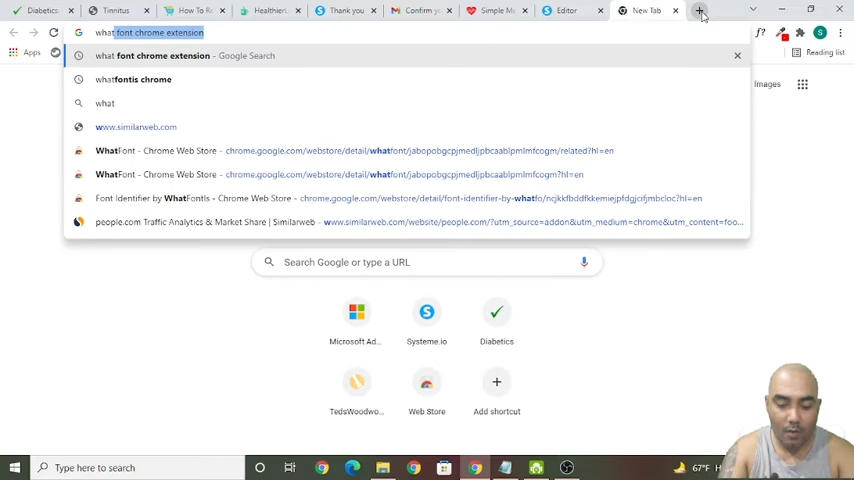 Diabetics
Tinnitus
How To Re
HealthierL
Thank you
Confirm yo
Simple Me
Editor
New Tab
what font chrome extension
f?
S
Apps
Reading list
what font chrome extension - Google Search
whatfontis chrome
what
www.similarweb.com
WhatFont - Chrome Web Store - chrome.google.com/webstore/detail/whatfont/jabopobgcpjmedljpbcaablpmlmfcogm/related?hl=en
WhatFont - Chrome Web Store - chrome.google.com/webstore/detail/whatfont/jabopobgcpjmedljpbcaablpmlmfcogm?hl=en
Font Identifier by WhatFontIs - Chrome Web Store - chrome.google.com/webstore/detail/font-identifier-by-whatfo/ncjkkfbddfkkemiejpfdgjcifjmbcloc?hl=en
people.com Traffic Analytics & Market Share | Similarweb - www.similarweb.com/website/people.com/?utm_source=addon&utm_medium=chrome&utm_content=foo...
Images
Search Google or type a URL
Microsoft Ad...
Systeme.io
Diabetics
TedsWoodwo...
Web Store
Add shortcut
Type here to search
67°F